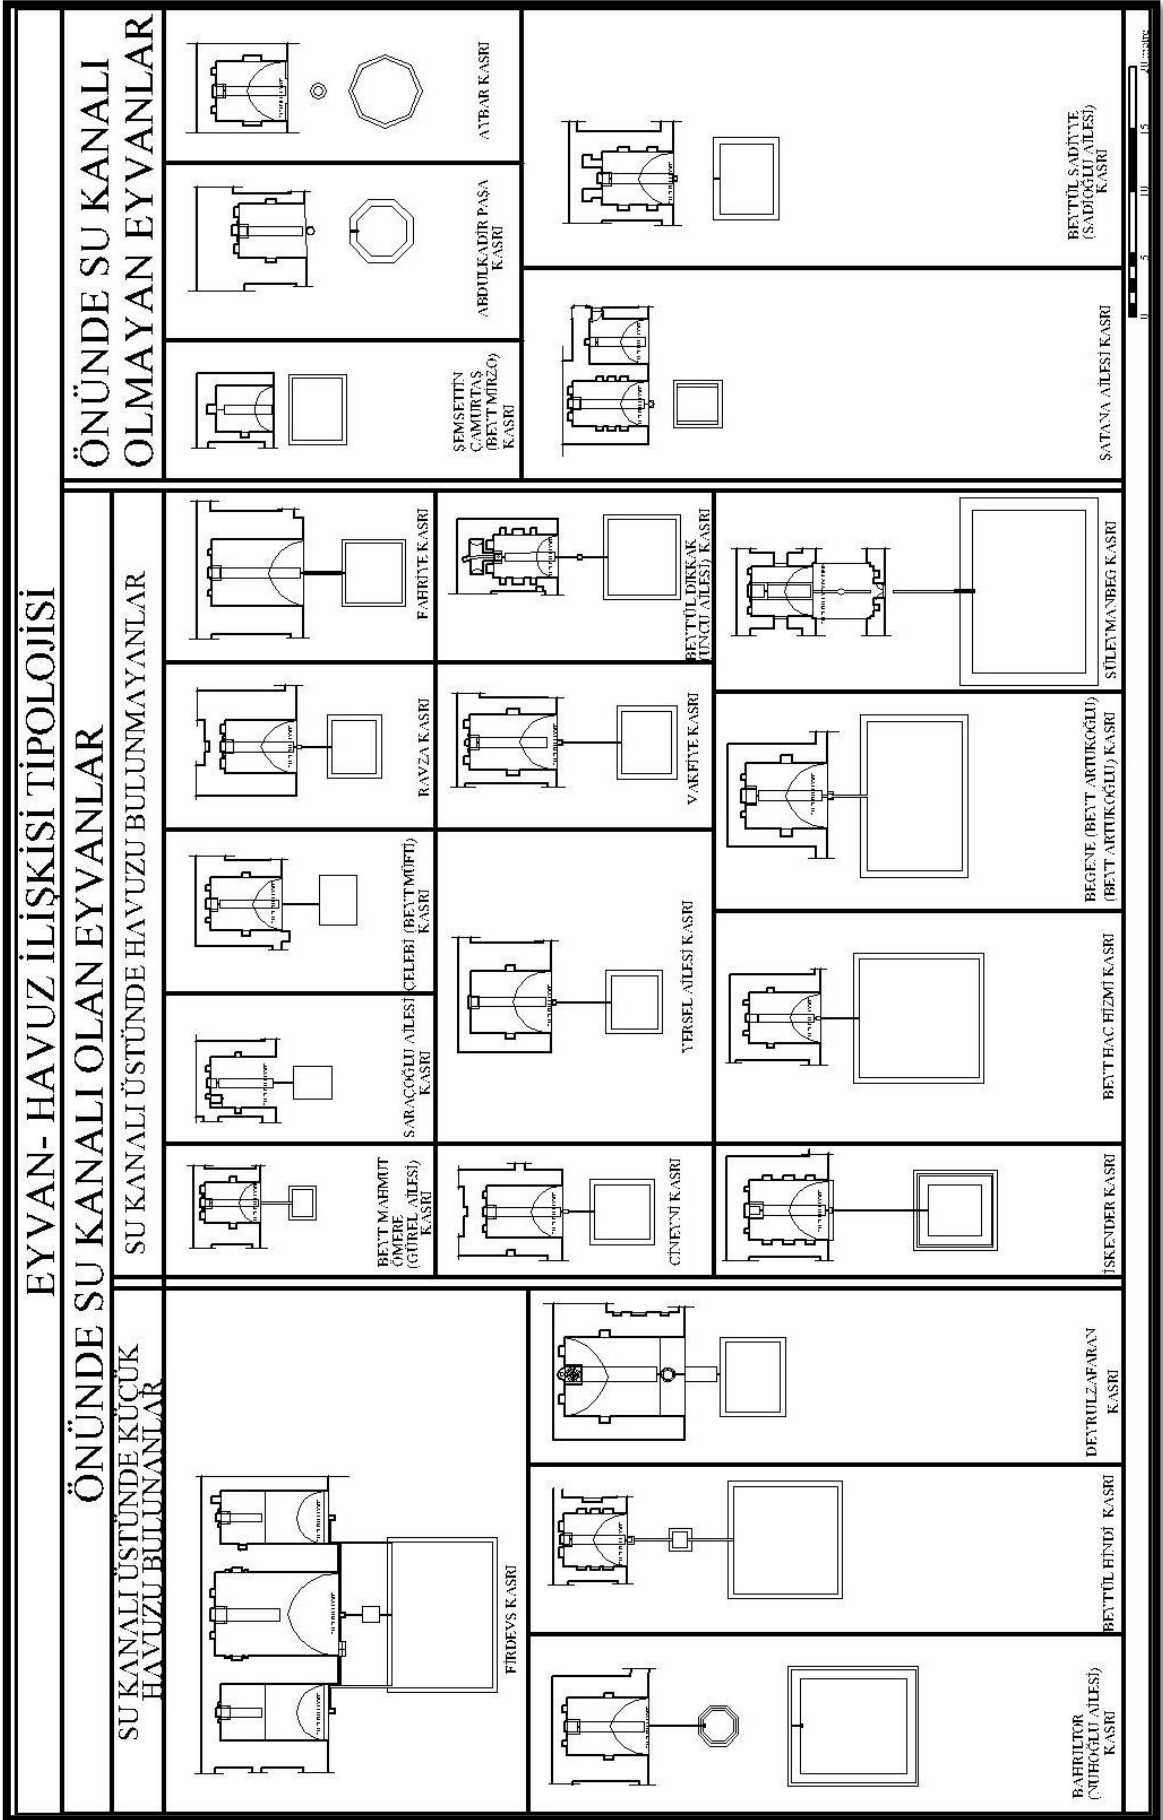 EYVAN- HAVUZ İLİŞKİSİ TİPOLOJİSİ
ÖNÜNDE SU KANALI OLAN EYVANLAR
SU KANALI ÜSTÜNDE KÜÇÜK
HAVUZU BULUNANLAR
FİRDEVS KASRI
BAHRILTOR
(NUHOĞLU AİLESİ)
KASRI
BEYTÜL HİNDİ KASRI
DEYRULZAFARAN
KASRI
SU KANALI ÜSTÜNDE HAVUZU BULUNMAYANLAR
BEYT MAHMUT
ÖMERE
(GÜREL AİLESİ)
KASRI
SARAÇOĞLU AİLESİ
KASRI
ÇELEBİ (BEYT MÜFTİ)
KASRI
RAVZA KASRI
FAHRİYE KASRI
CİNEYNİ KASRI
YERSEL AİLESİ KASRI
VAKFİYE KASRI
BEYTÜL DİKKAK
(UNCU AİLESİ) KASRI
İSKENDER KASRI
BEYT HAC HİZMİ KASRI
BEGENE (BEYT ARTUKOĞLU)
(BEYT ARTUKOĞLU) KASRI
SÜLEYMANBEG KASRI
ÖNÜNDE SU KANALI
OLMAYAN EYVANLAR
ŞEMSETTİN
ÇAMURTAŞ
(BEYT MİRZO)
KASRI
ABDULKADİR PAŞA
KASRI
AYBAR KASRI
ŞATANA AİLESİ KASRI
BEYTÜL SADİYYE
(SADİOĞLU AİLESİ)
KASRI
0 5 10 15 20 metre